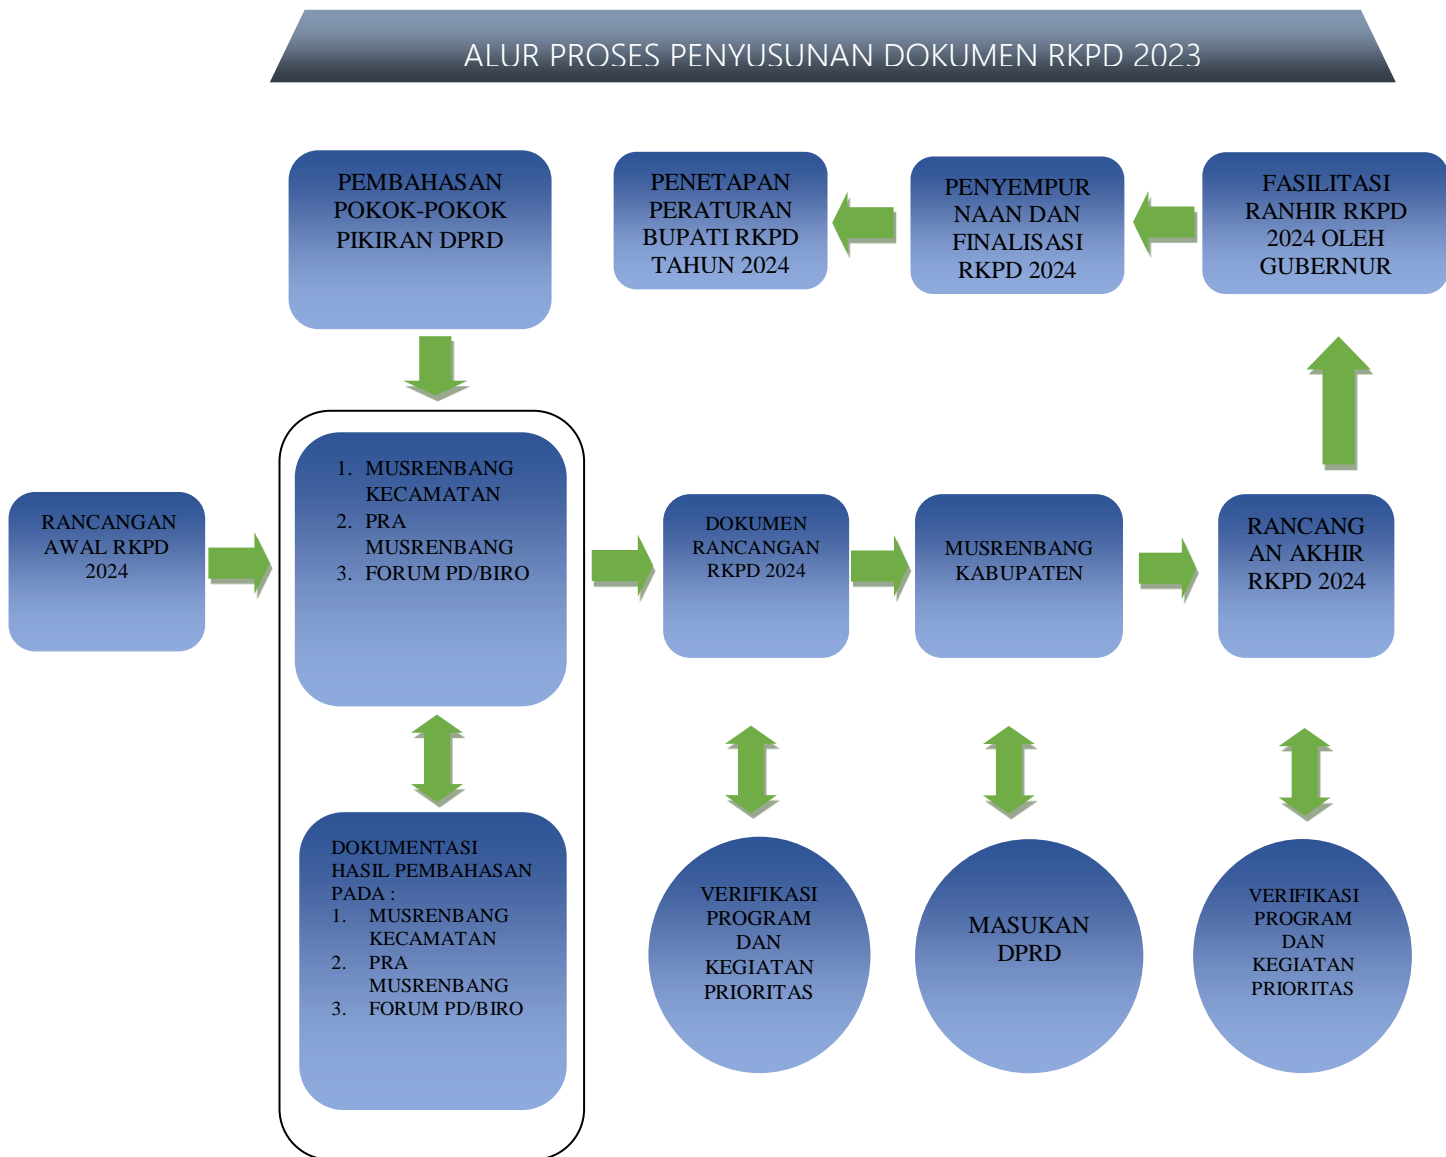 ALUR PROSES PENYUSUNAN DOKUMEN RKPD 2023
PEMBAHASAN
POKOK-POKOK
PIKIRAN DPRD
PENETAPAN
PERATURAN
BUPATI RKPD
TAHUN 2024
PENYEMPUR
NAAN DAN
FINALISASI
RKPD 2024
FASILITASI
RANHIR RKPD
2024 OLEH
GUBERNUR
RANCANGAN
AWAL RKPD
2024
1. MUSRENBANG
KECAMATAN
2. PRA
MUSRENBANG
3. FORUM PD/BIRO
DOKUMEN
RANCANGAN
RKPD 2024
MUSRENBANG
KABUPATEN
RANCANG
AN AKHIR
RKPD 2024
DOKUMENTASI
HASIL PEMBAHASAN
PADA :
1. MUSRENBANG
KECAMATAN
2. PRA
MUSRENBANG
3. FORUM PD/BIRO
VERIFIKASI
PROGRAM
DAN
KEGIATAN
PRIORITAS
MASUKAN
DPRD
VERIFIKASI
PROGRAM
DAN
KEGIATAN
PRIORITAS